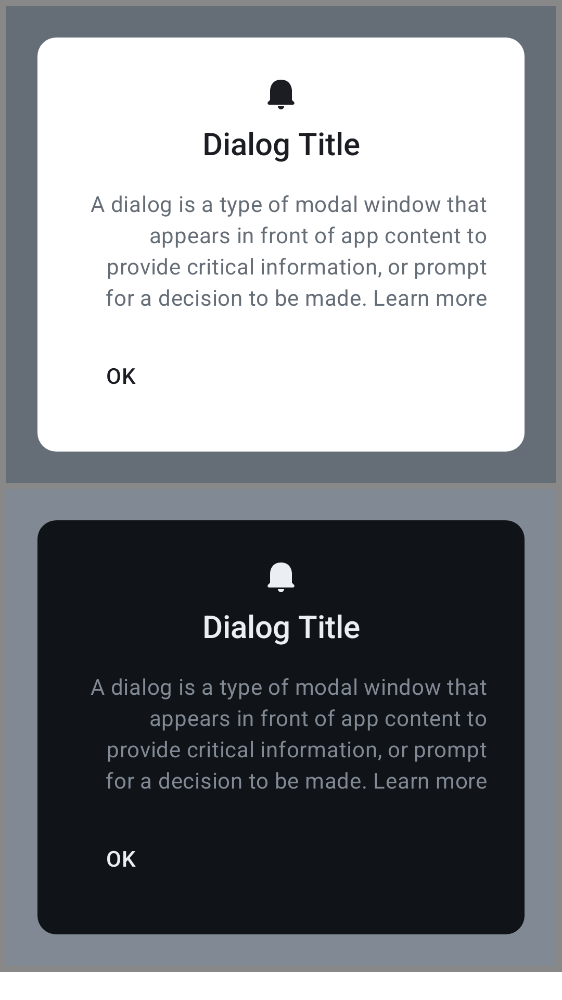 Dialog Title
A dialog is a type of modal window that
appears in front of app content to
provide critical information, or prompt
for a decision to be made. Learn more
OK
Dialog Title
A dialog is a type of modal window that
appears in front of app content to
provide critical information, or prompt
for a decision to be made. Learn more
OK